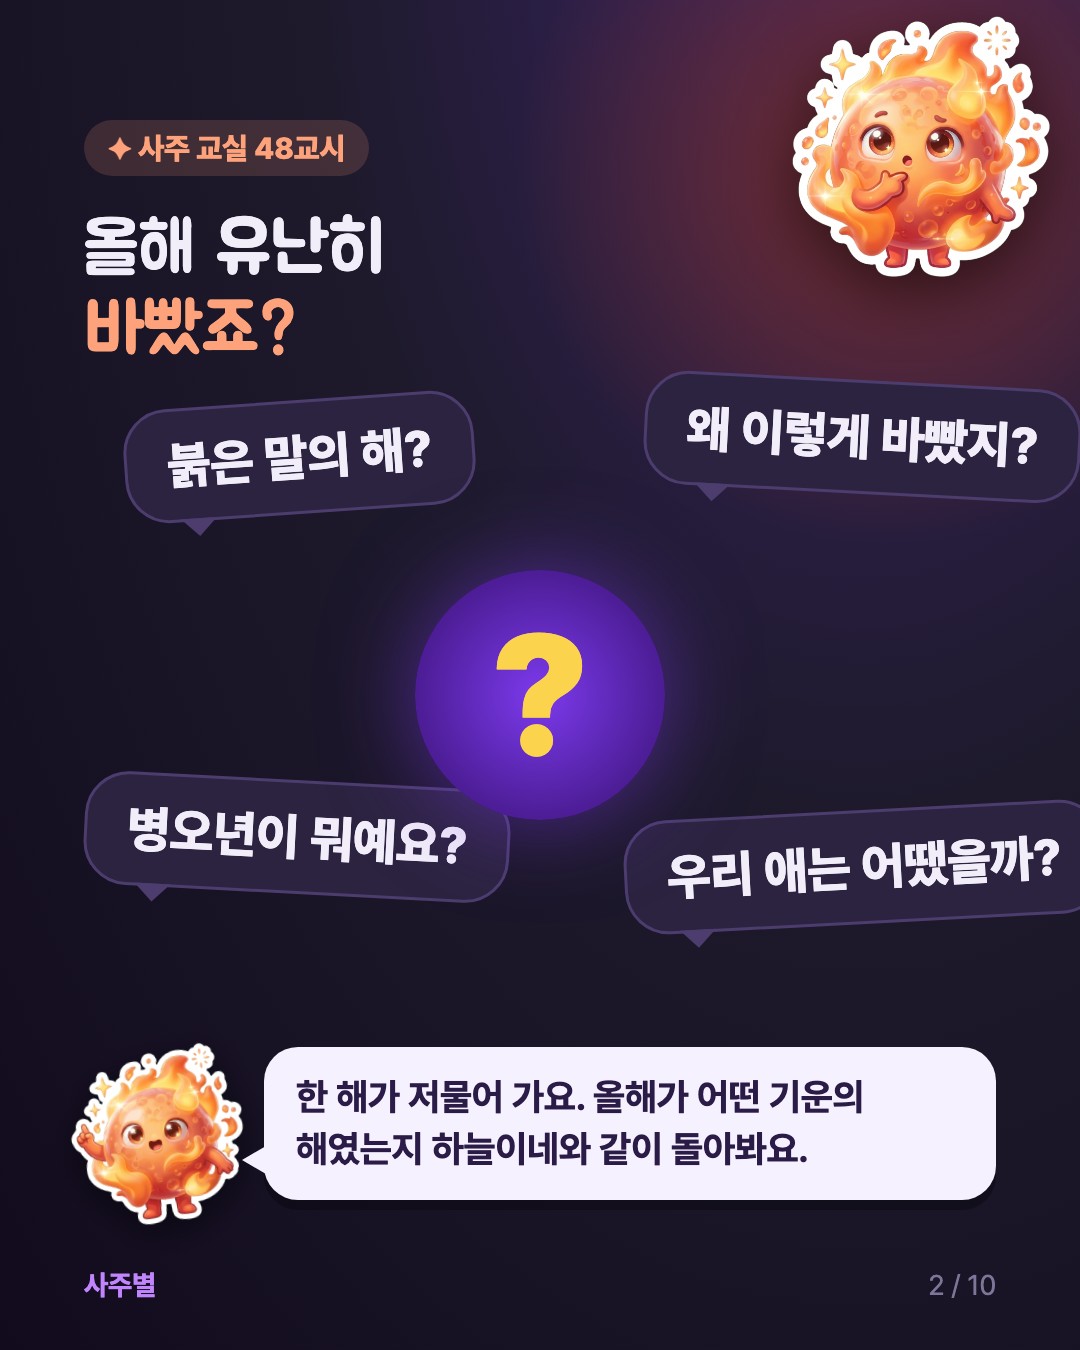 ✦ 사주 교실 48교시
올해 유난히
바빴죠?
붉은 말의 해?
왜 이렇게 바빴지?
?
병오년이 뭐예요?
우리 애는 어땠을까?
한 해가 저물어 가요. 올해가 어떤 기운의
해였는지 하늘이네와 같이 돌아봐요.
사주별
2 / 10